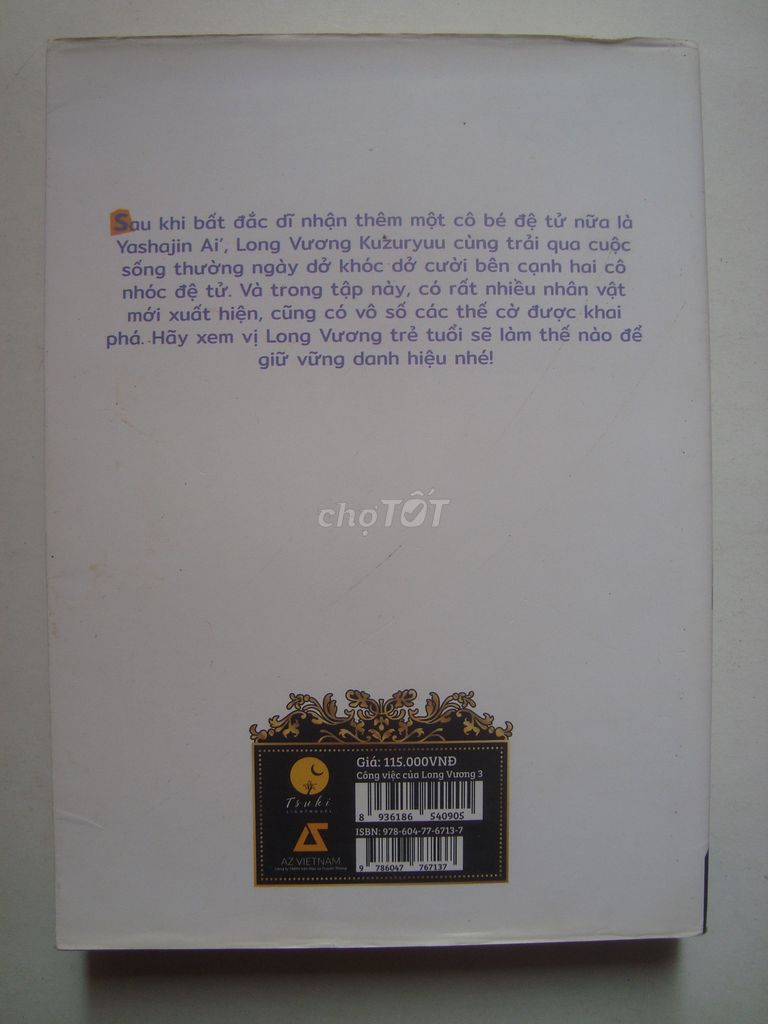 Sau khi bất đắc dĩ nhận thêm một cô bé đệ tử nữa là
Yashajin Ai', Long Vương Kuzuryuu cùng trải qua cuộc
sống thường ngày dở khóc dở cười bên cạnh hai cô
nhóc đệ tử. Và trong tập này, có rất nhiều nhân vật
mới xuất hiện, cũng có vô số các thế cờ được khai
phá. Hãy xem vị Long Vương trẻ tuổi sẽ làm thế nào để
giữ vững danh hiệu nhé!
chợTỐT
Giá: 115.000VNĐ
Công việc của Long Vương 3
8 936186 540905
ISBN: 978-604-77-6713-7
9 786047 767137
Tsuki
LIGHTNOVEL
AZ VIETNAM